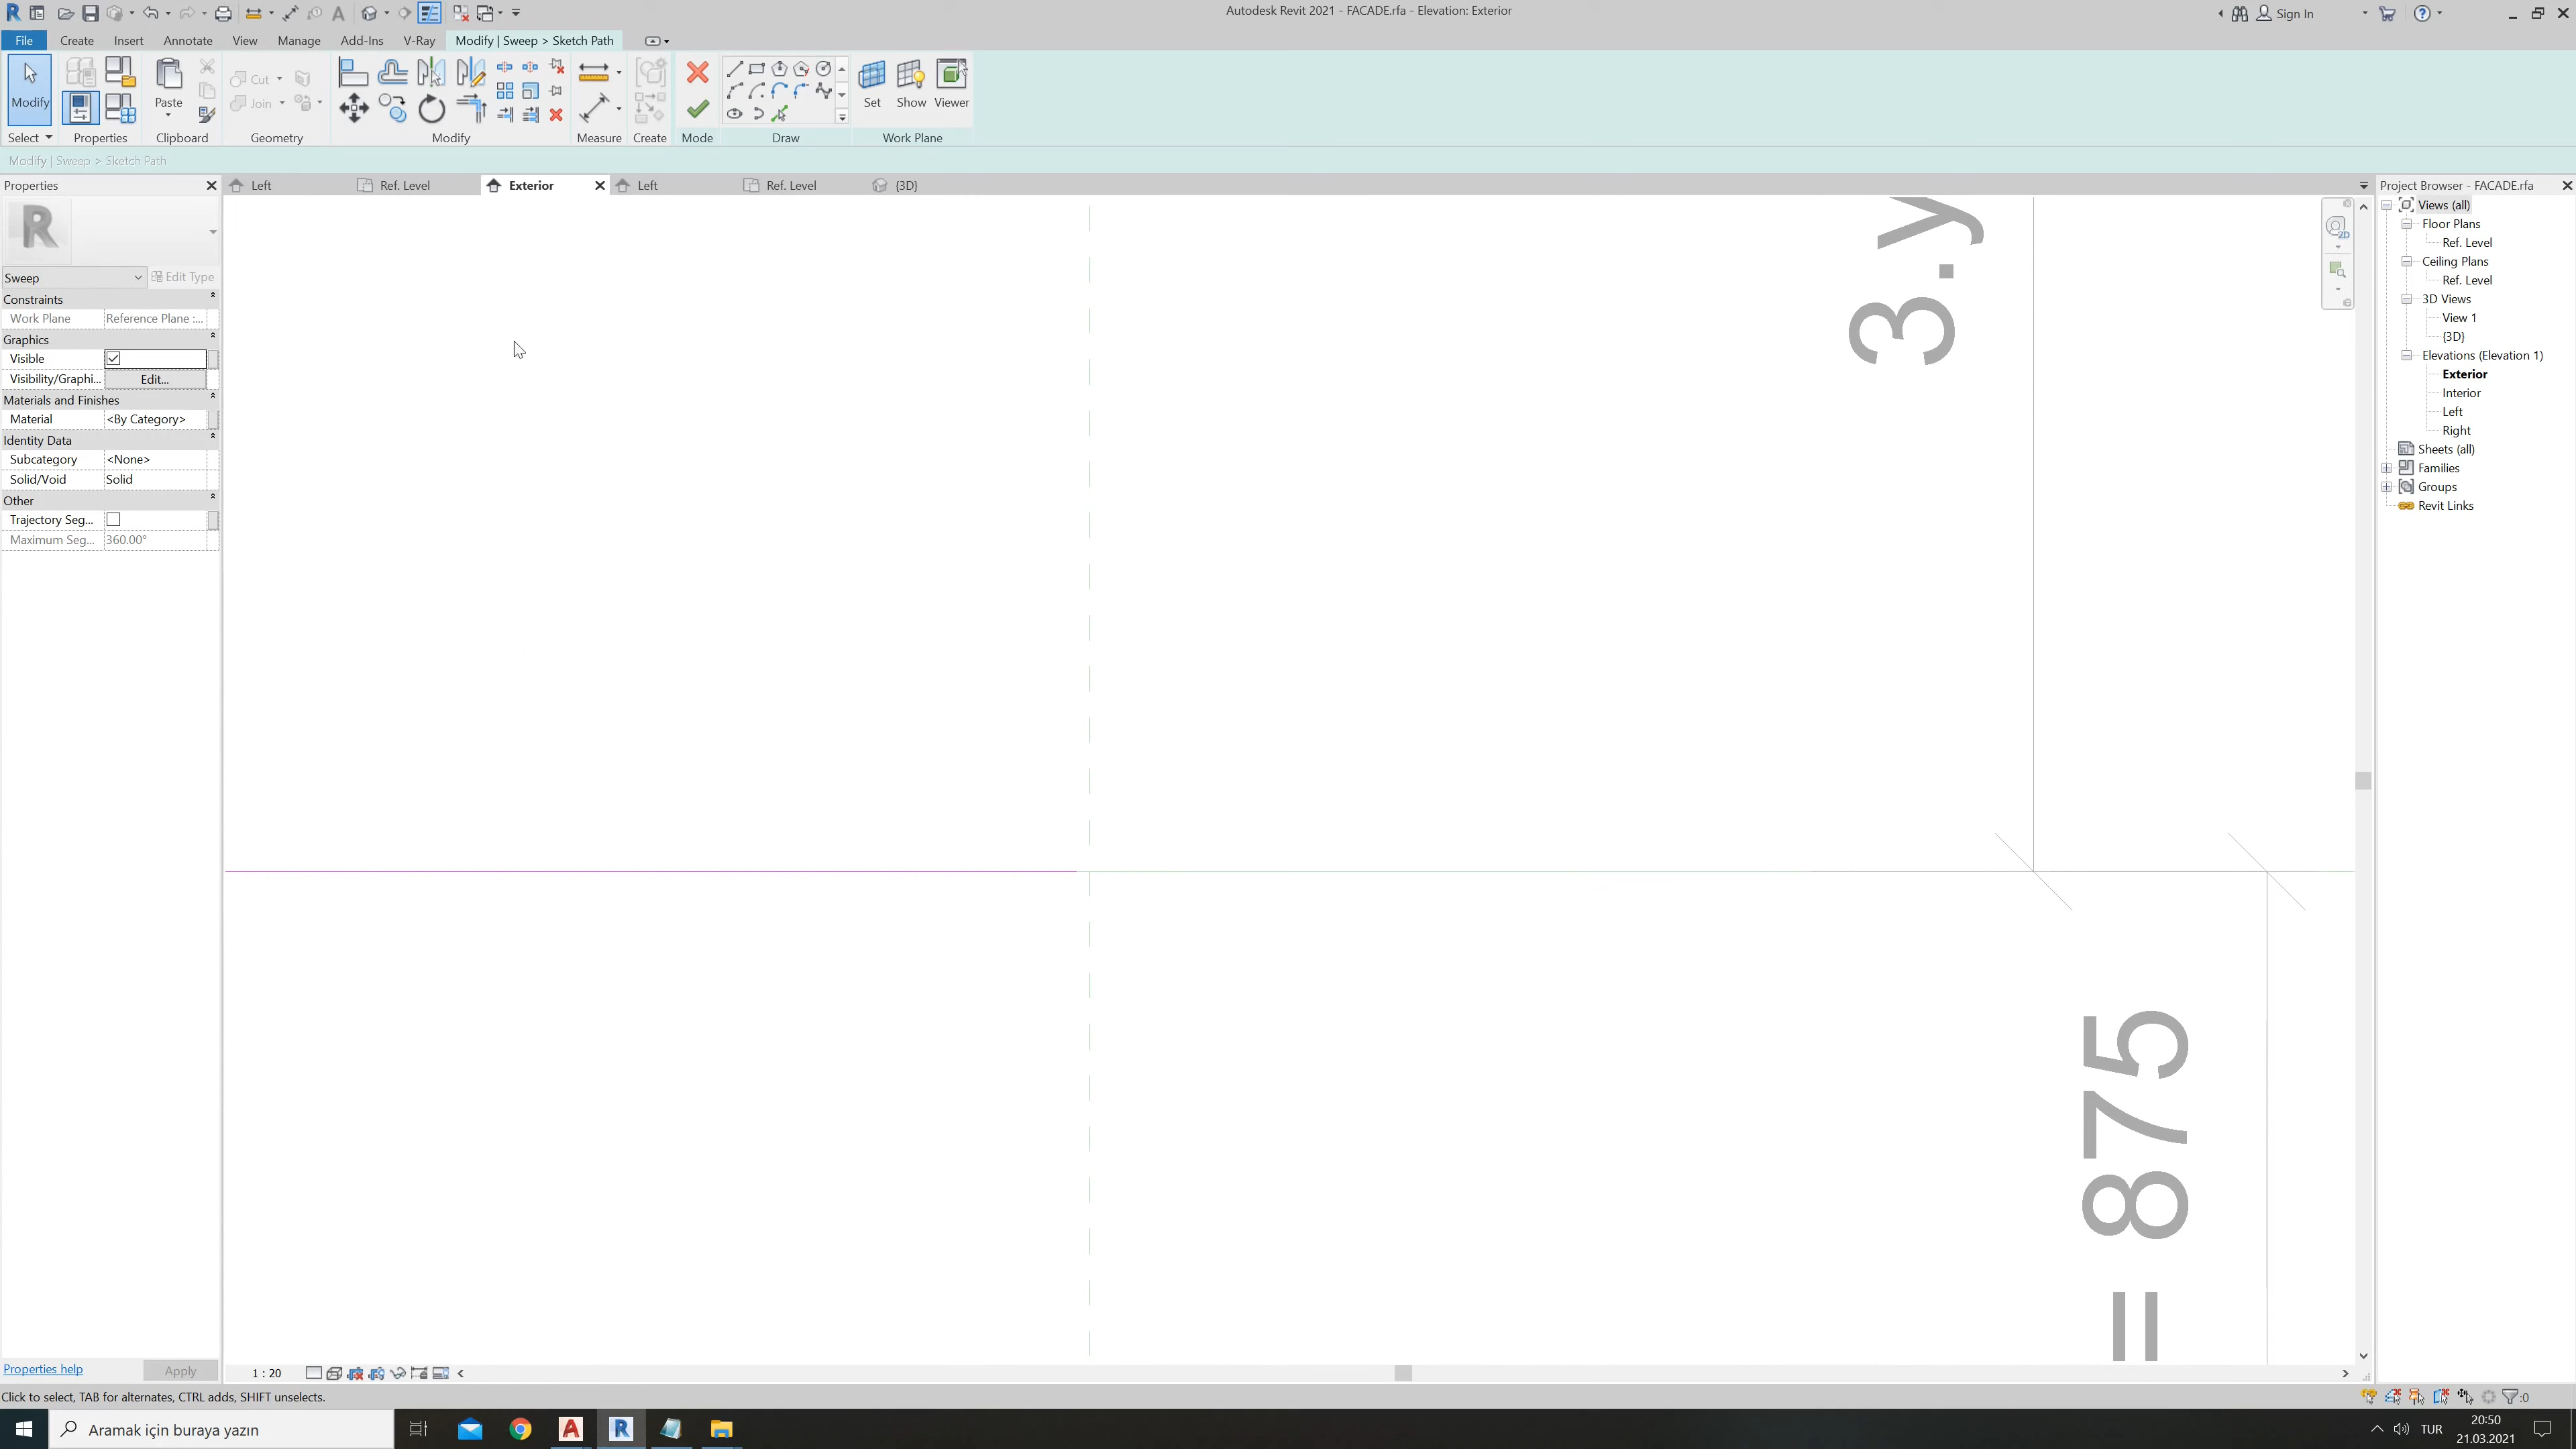 Autodesk Revit 2021 - FACADE.rfa - Elevation: Exterior
Sign In
File Create Insert Annotate View Manage Add-Ins V-Ray Modify | Sweep > Sketch Path
Modify
Paste
Cut
Join
Set Show Viewer
Select Properties Clipboard Geometry Modify Measure Create Mode Draw Work Plane
Modify | Sweep > Sketch Path
Properties
Left Ref. Level Exterior Left Ref. Level {3D}
Project Browser - FACADE.rfa
Sweep Edit Type
Constraints
Work Plane Reference Plane :...
Graphics
Visible
Visibility/Graphi... Edit...
Materials and Finishes
Material <By Category>
Identity Data
Subcategory <None>
Solid/Void Solid
Other
Trajectory Seg...
Maximum Seg... 360.00°
Properties help Apply
3.y
= 875
2D
Views (all)
Floor Plans
Ref. Level
Ceiling Plans
Ref. Level
3D Views
View 1
{3D}
Elevations (Elevation 1)
Exterior
Interior
Left
Right
Sheets (all)
Families
Groups
Revit Links
1 : 20
Click to select, TAB for alternates, CTRL adds, SHIFT unselects.
:0
Aramak için buraya yazın
TUR
20:50
21.03.2021